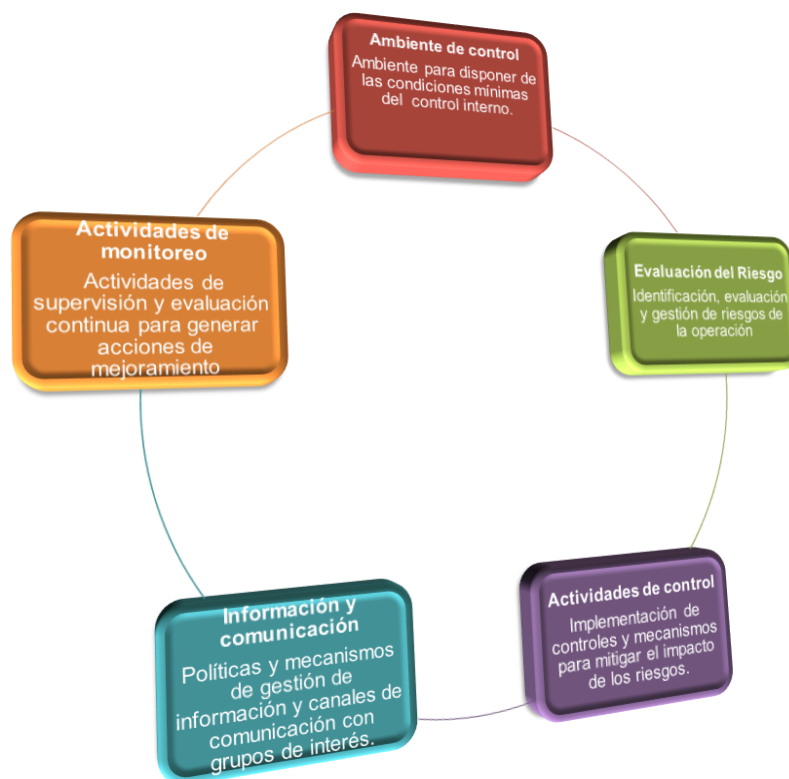 Ambiente de control
Ambiente para disponer de
las condiciones mínimas
del control interno.
Evaluación del Riesgo
Identificación, evaluación
y gestión de riesgos de
la operación
Actividades de control
Implementación de
controles y mecanismos
para mitigar el impacto
de los riesgos.
Información y
comunicación
Políticas y mecanismos
de gestión de
información y canales de
comunicación con
grupos de interés.
Actividades de
monitoreo
Actividades de
supervisión y evaluación
continua para generar
acciones de
mejoramiento